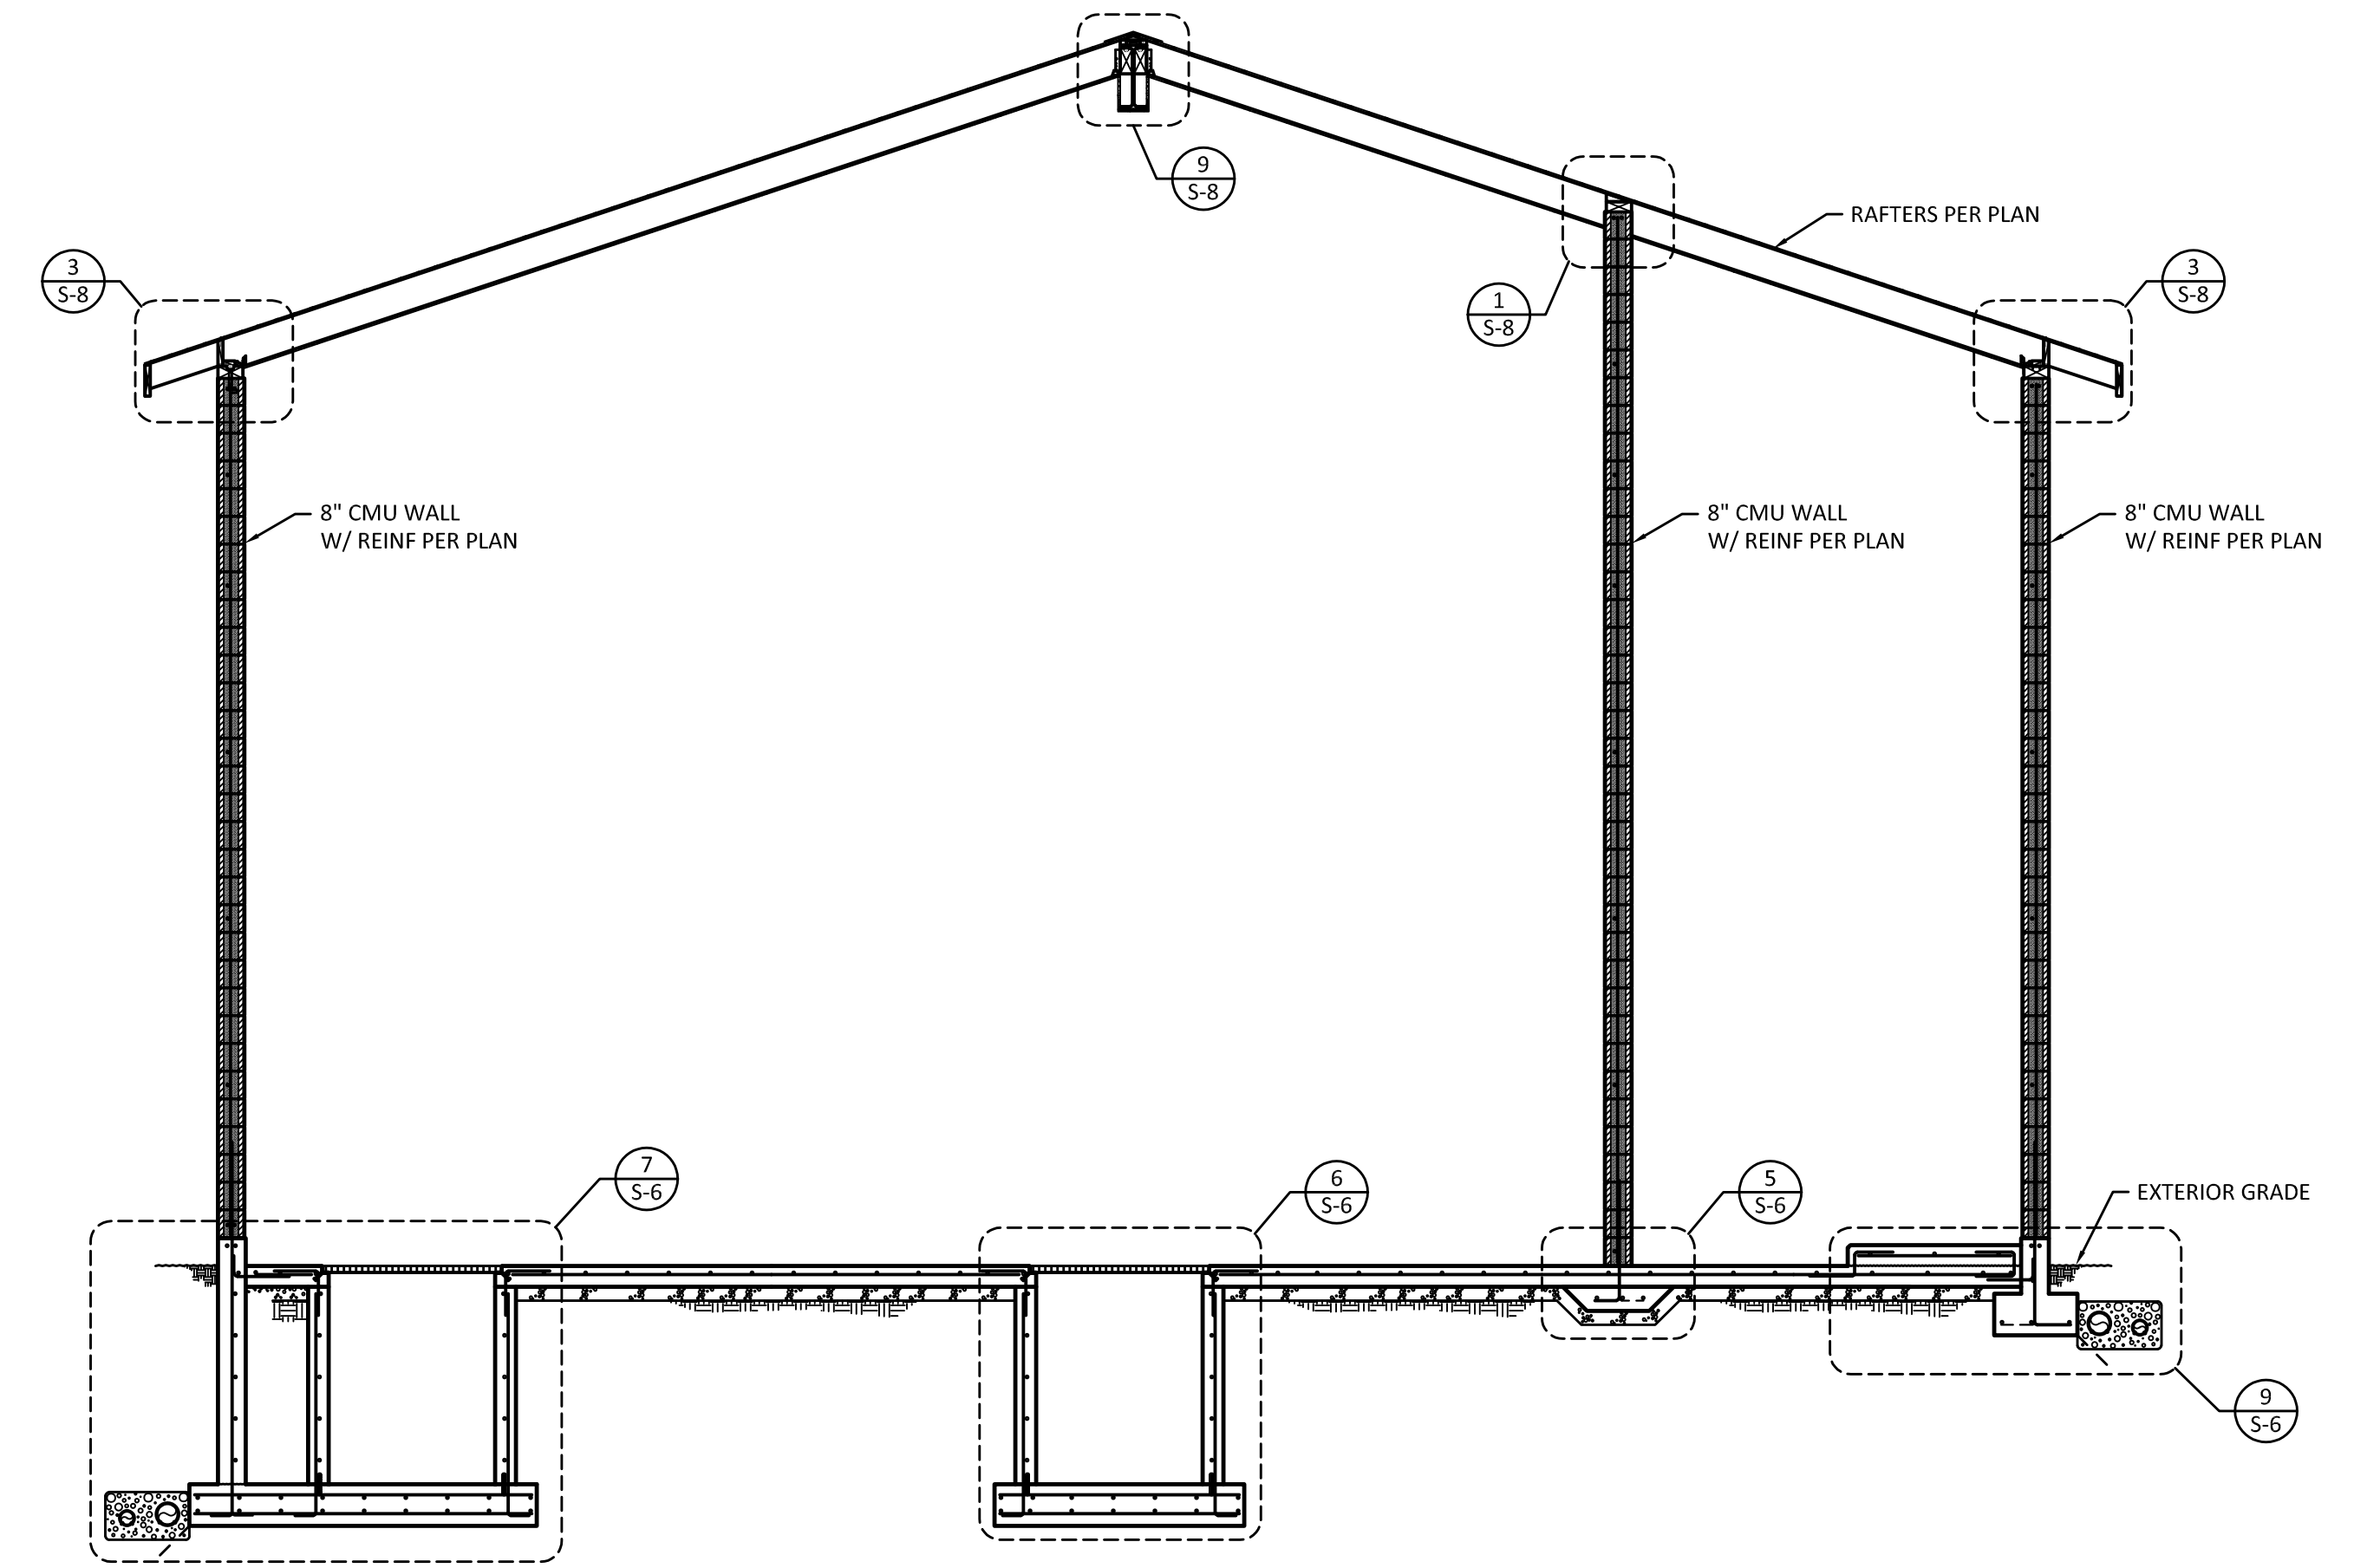 9
S-8
RAFTERS PER PLAN
3
S-8
3
S-8
1
S-8
8" CMU WALL
W/ REINF PER PLAN
8" CMU WALL
W/ REINF PER PLAN
8" CMU WALL
W/ REINF PER PLAN
7
S-6
6
S-6
5
S-6
EXTERIOR GRADE
9
S-6